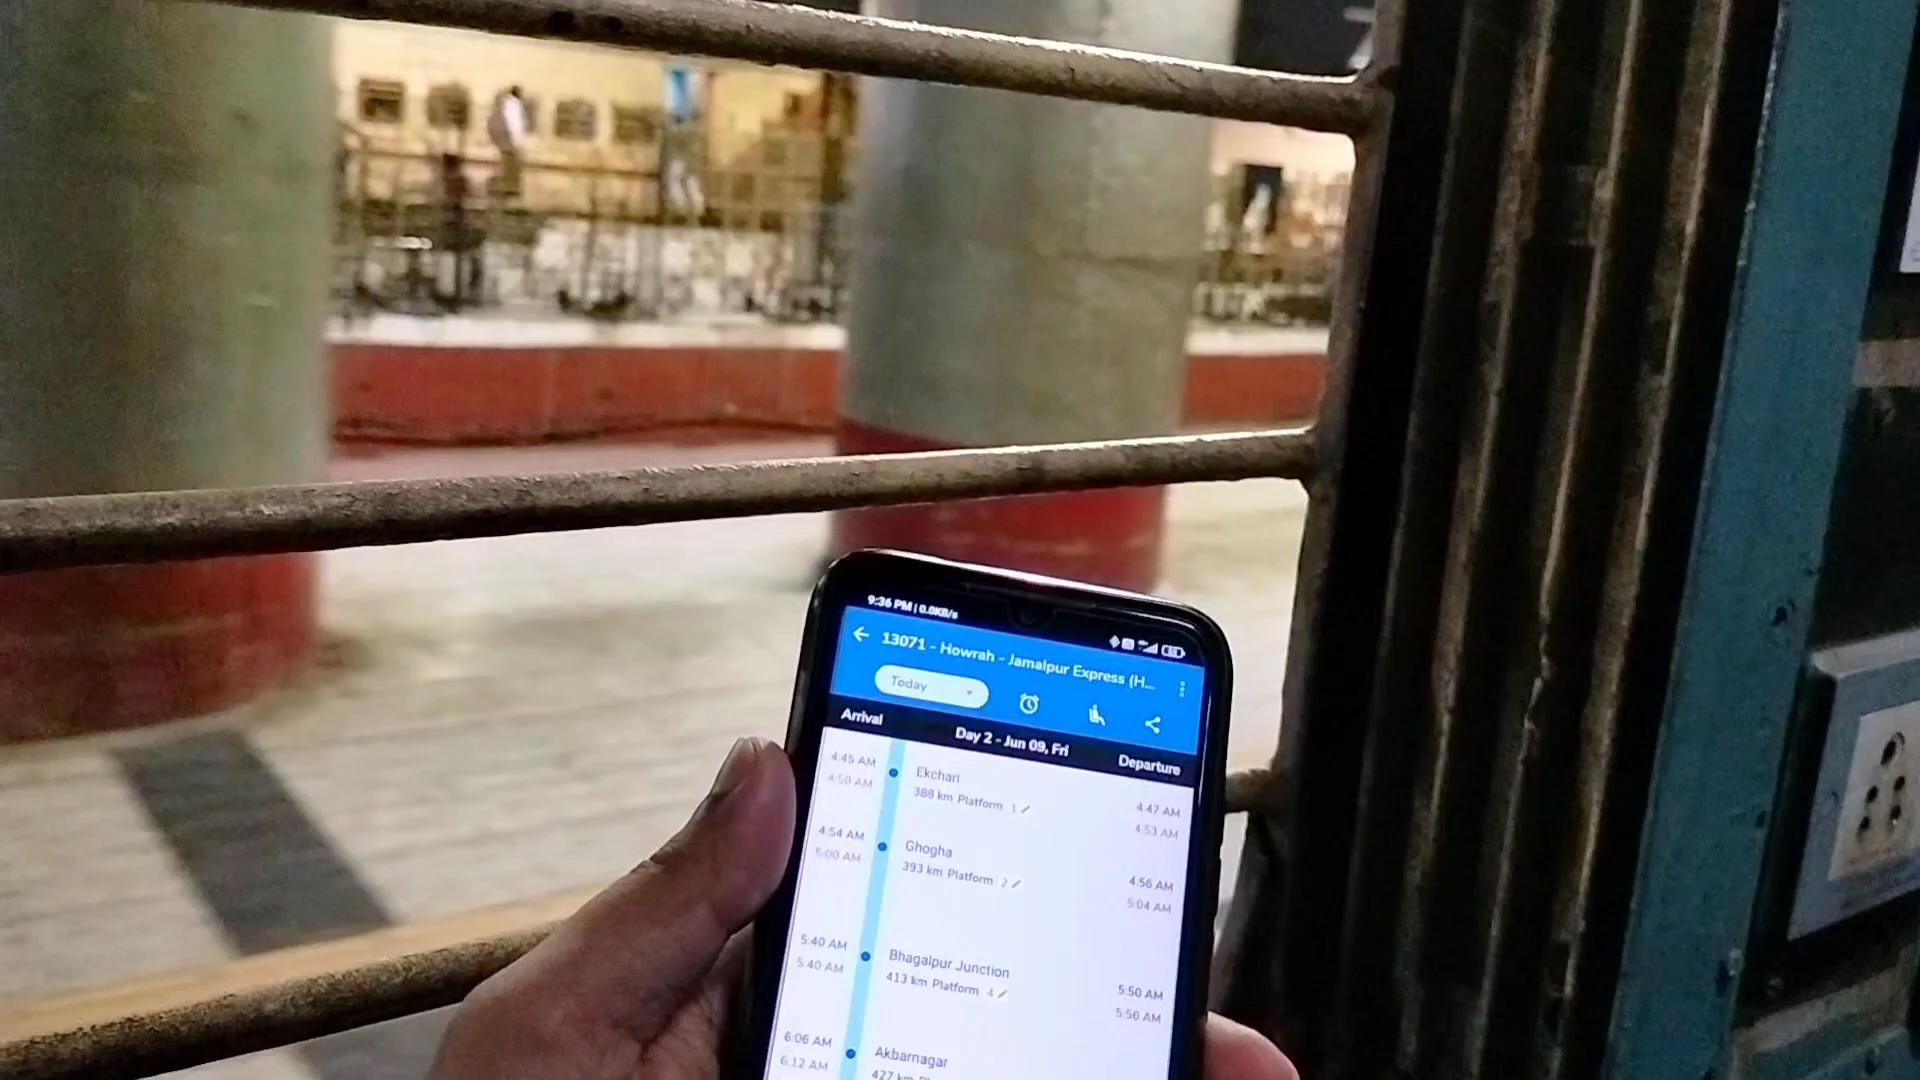 9:36 PM | 0.0KB/s
13071 - Howrah - Jamalpur Express (H...
Today
Arrival
Day 2 - Jun 09, Fri
Departure
4:45 AM
Ekchari
4:47 AM
4:50 AM
388 km Platform 1
4:53 AM
4:54 AM
Ghogha
4:56 AM
5:00 AM
393 km Platform 2
5:04 AM
5:40 AM
Bhagalpur Junction
5:50 AM
5:40 AM
413 km Platform 4
5:50 AM
6:06 AM
Akbarnagar
6:12 AM
427 km